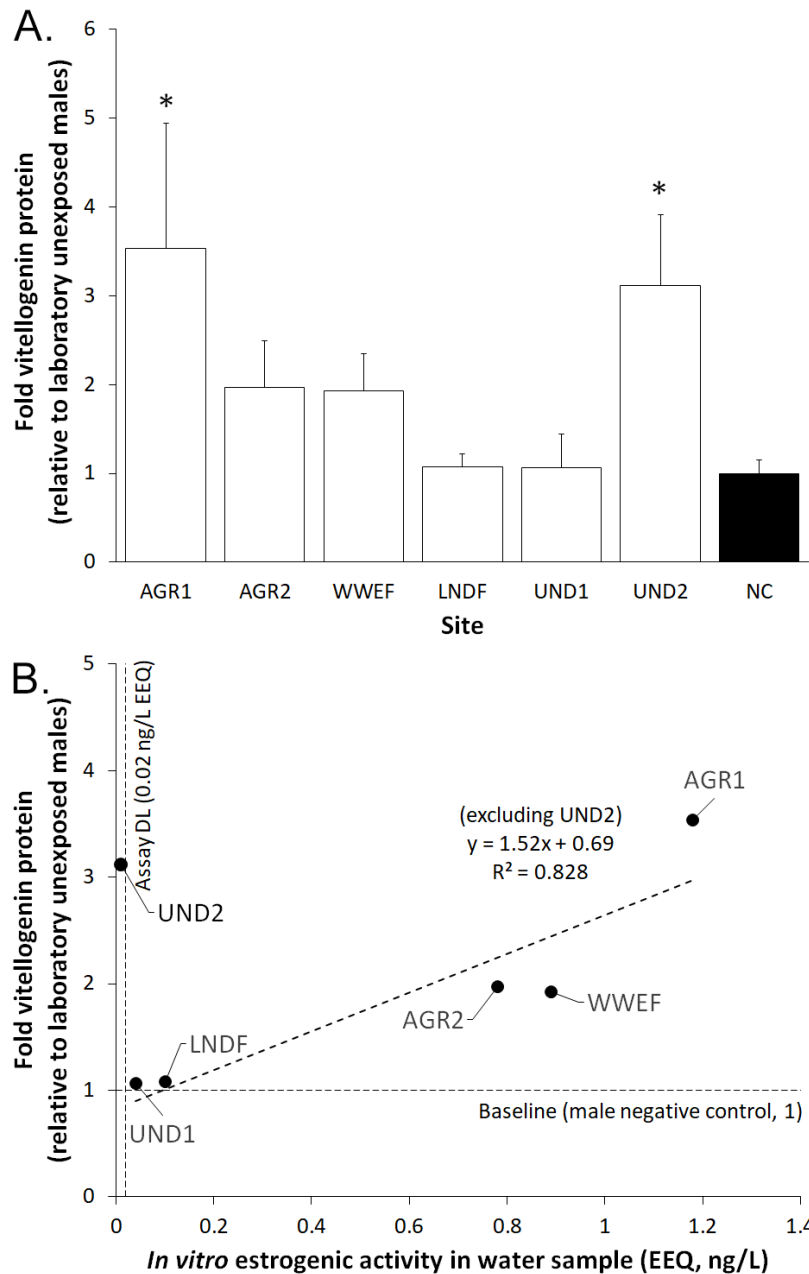 A.
Fold vitellogenin protein
(relative to laboratory unexposed males)
6
5
4
3
2
1
0
*
*
AGR1 AGR2 WWEF LNDF UND1 UND2 NC
Site
B.
Fold vitellogenin protein
(relative to laboratory unexposed males)
5
4
3
2
1
0
Assay DL (0.02 ng/L EEQ)
AGR1
(excluding UND2)
y = 1.52x + 0.69
R² = 0.828
UND2
AGR2
WWEF
LNDF
UND1
Baseline (male negative control, 1)
0 0.2 0.4 0.6 0.8 1 1.2 1.4
In vitro estrogenic activity in water sample (EEQ, ng/L)